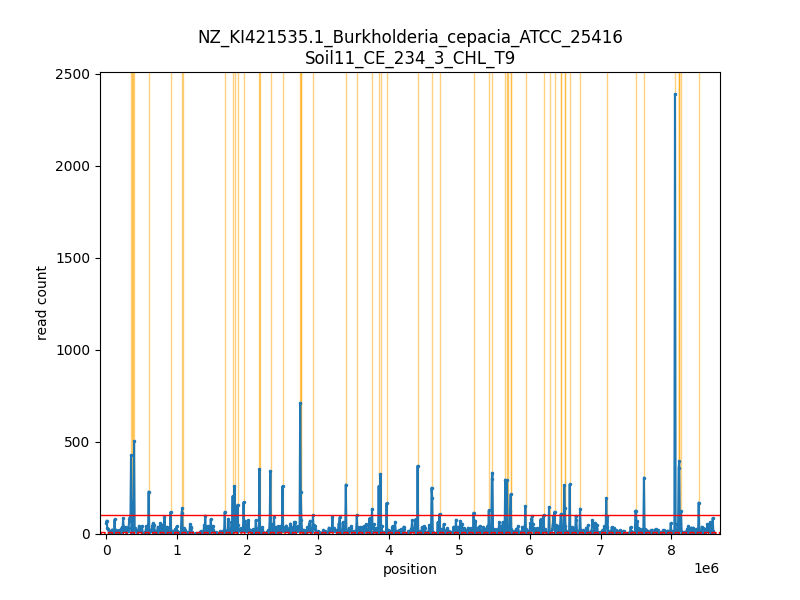 NZ_KI421535.1_Burkholderia_cepacia_ATCC_25416
Soil11_CE_234_3_CHL_T9
2500
2000
1500
1000
500
0
read count
0 1 2 3 4 5 6 7 8
1e6
position